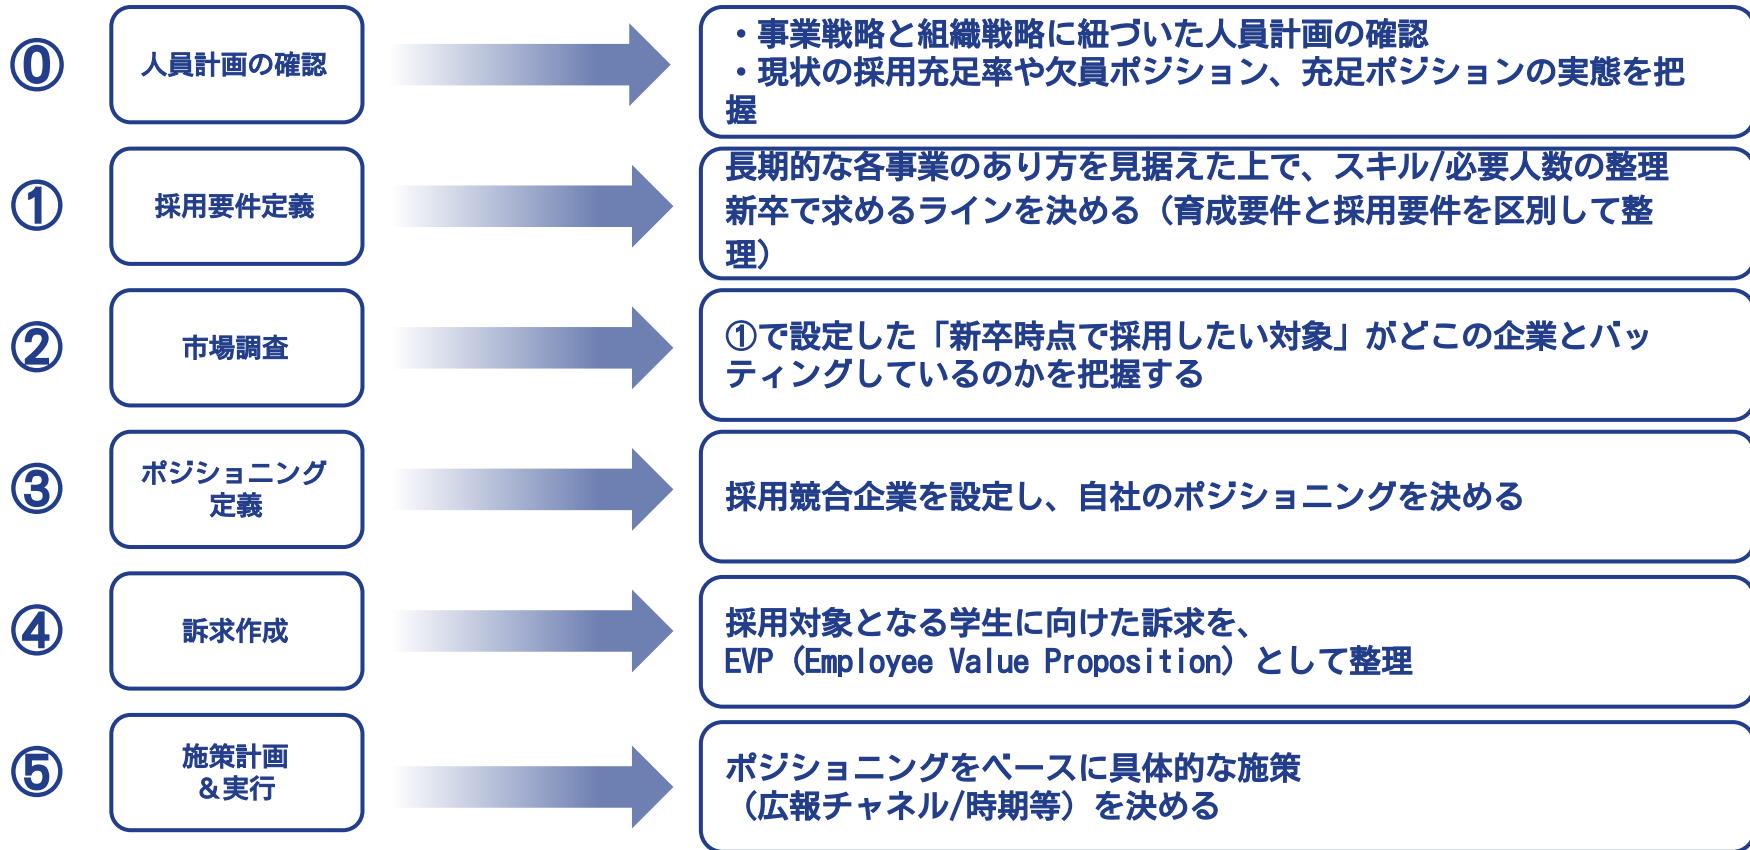 ⓪
人員計画の確認
・事業戦略と組織戦略に紐づいた人員計画の確認
・現状の採用充足率や欠員ポジション、充足ポジションの実態を把
握
①
採用要件定義
長期的な各事業のあり方を見据えた上で、スキル/必要人数の整理
新卒で求めるラインを決める（育成要件と採用要件を区別して整
理）
②
市場調査
①で設定した「新卒時点で採用したい対象」がどこの企業とバッ
ティングしているのかを把握する
③
ポジショニング
定義
採用競合企業を設定し、自社のポジショニングを決める
④
訴求作成
採用対象となる学生に向けた訴求を、
EVP（Employee Value Proposition）として整理
⑤
施策計画
＆実行
ポジショニングをベースに具体的な施策
（広報チャネル/時期等）を決める